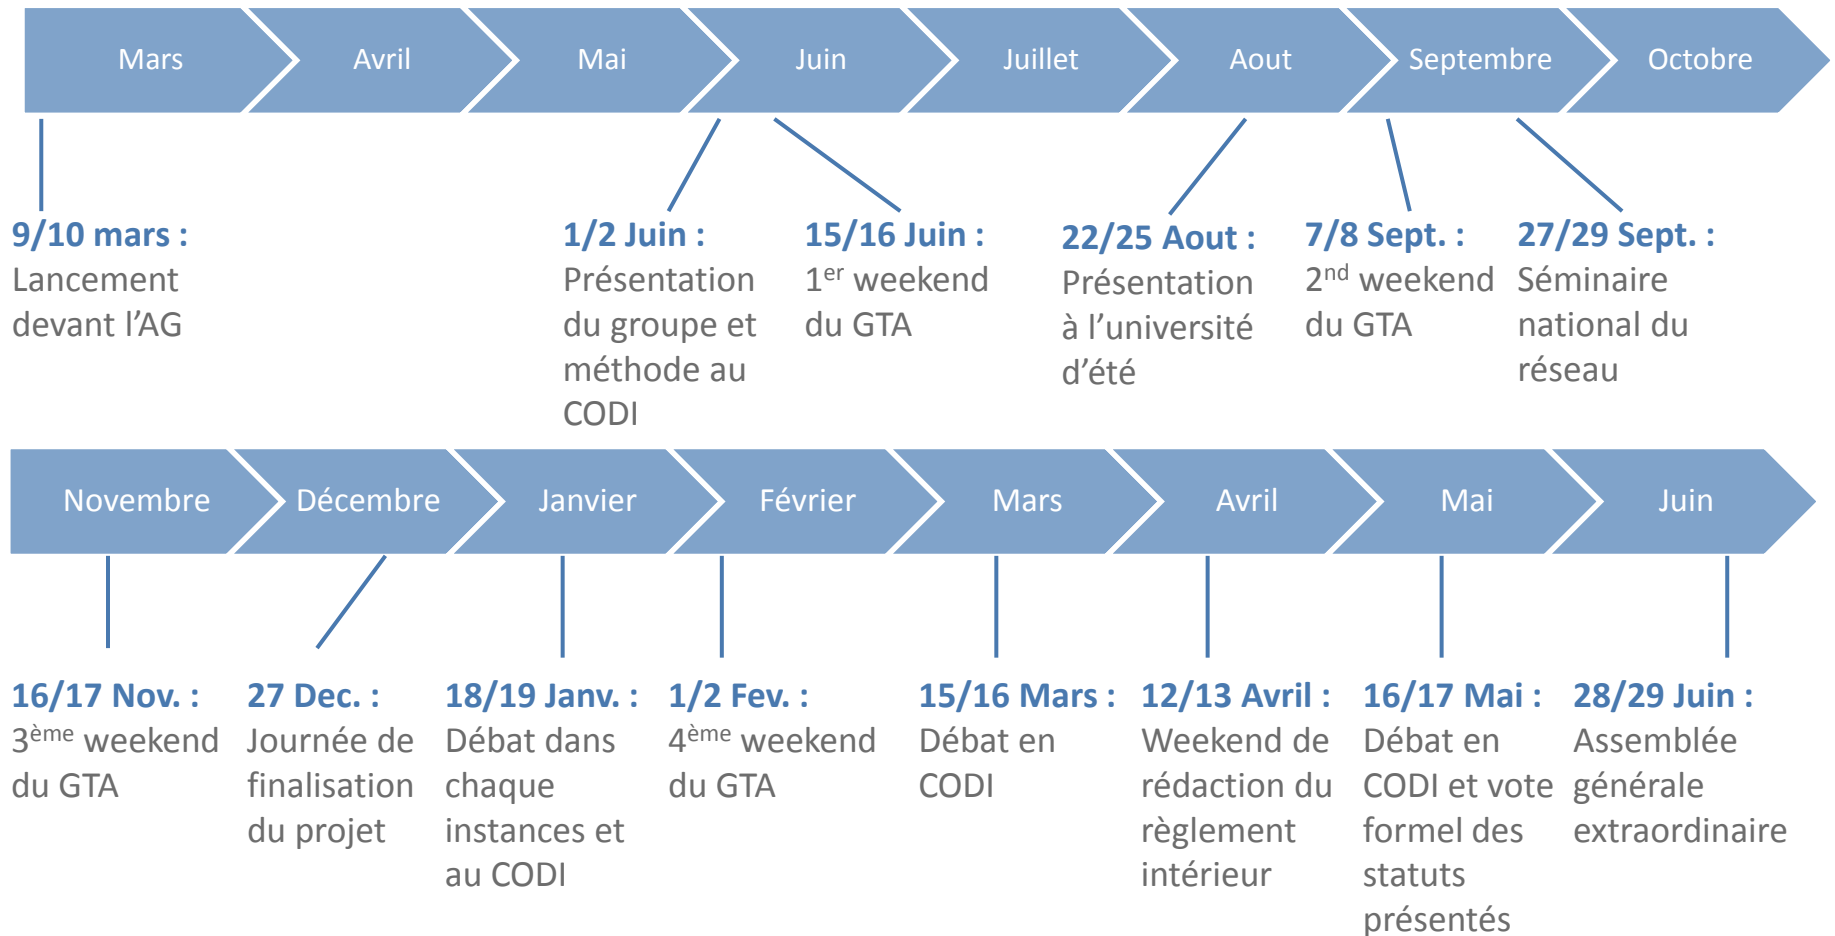 Mars
Avril
Mai
Juin
Juillet
Aout
Septembre
Octobre
9/10 mars :
Lancement
devant l’AG
1/2 Juin :
Présentation
du groupe et
méthode au
CODI
15/16 Juin :
1er weekend
du GTA
22/25 Aout :
Présentation
à l’université
d’été
7/8 Sept. :
2nd weekend
du GTA
27/29 Sept. :
Séminaire
national du
réseau
Novembre
Décembre
Janvier
Février
Mars
Avril
Mai
Juin
16/17 Nov. :
3ème weekend
du GTA
27 Dec. :
Journée de
finalisation
du projet
18/19 Janv. :
Débat dans
chaque
instances et
au CODI
1/2 Fev. :
4ème weekend
du GTA
15/16 Mars :
Débat en
CODI
12/13 Avril :
Weekend de
rédaction du
règlement
intérieur
16/17 Mai :
Débat en
CODI et vote
formel des
statuts
présentés
28/29 Juin :
Assemblée
générale
extraordinaire